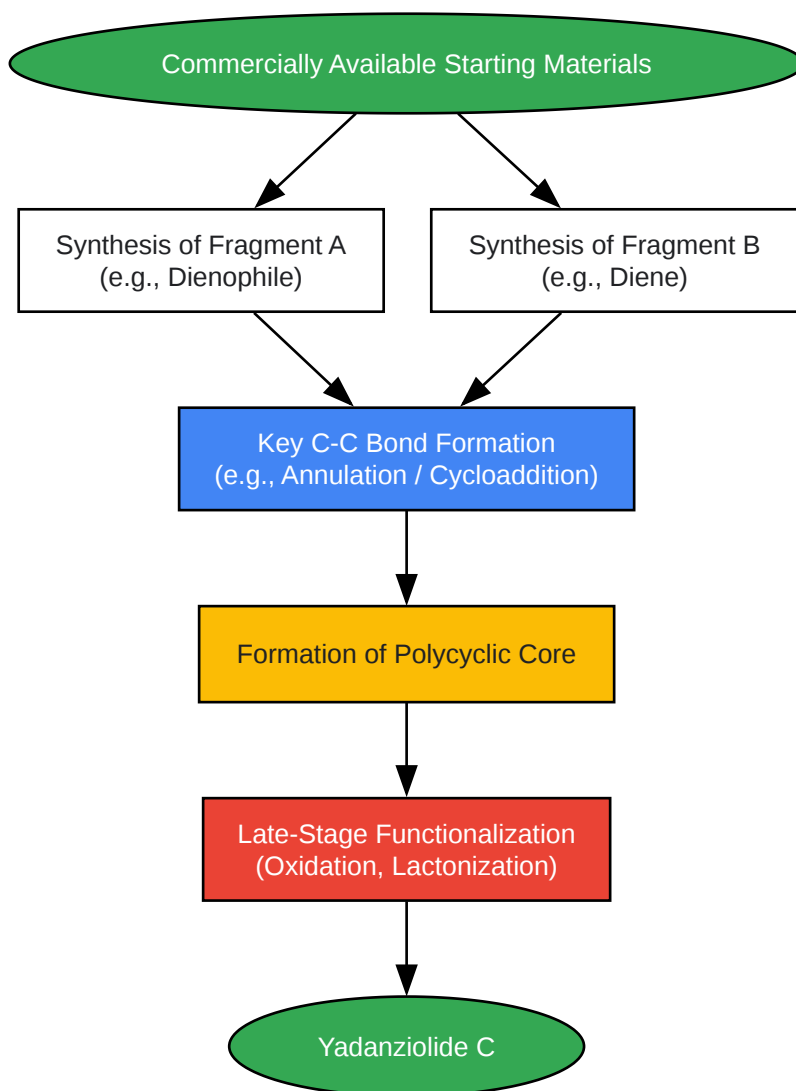 Commercially Available Starting Materials
Synthesis of Fragment A
(e.g., Dienophile)
Synthesis of Fragment B
(e.g., Diene)
Key C-C Bond Formation
(e.g., Annulation / Cycloaddition)
Formation of Polycyclic Core
Late-Stage Functionalization
(Oxidation, Lactonization)
Yadanziolide C